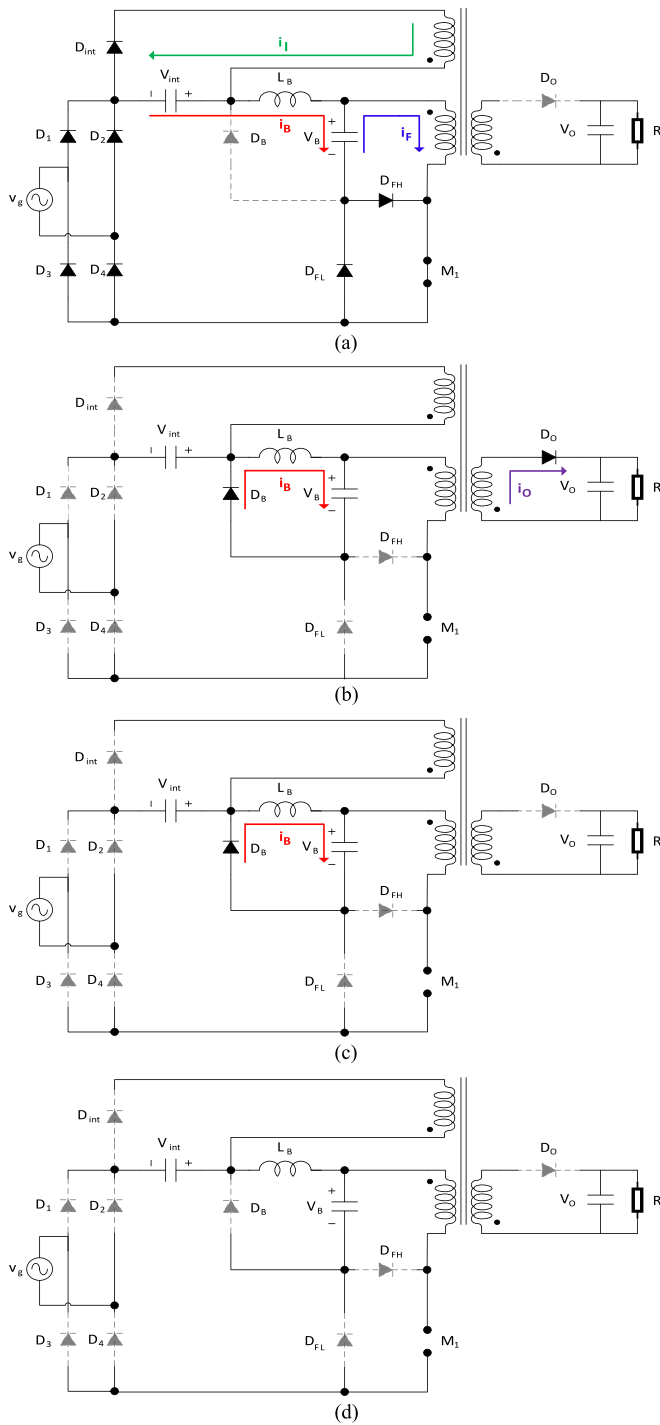 i_I
D_int
V_int
L_B
D_O
D_1
D_2
i_B
D_B
V_B
i_F
V_O
R
v_g
D_FH
D_3
D_4
D_FL
M_1
(a)
D_int
V_int
L_B
D_O
D_1
D_2
D_B
i_B
V_B
i_O
V_O
R
v_g
D_FH
D_3
D_4
D_FL
M_1
(b)
D_int
V_int
L_B
D_O
D_1
D_2
D_B
i_B
V_B
V_O
R
v_g
D_FH
D_3
D_4
D_FL
M_1
(c)
D_int
V_int
L_B
D_O
D_1
D_2
D_B
V_B
V_O
R
v_g
D_FH
D_3
D_4
D_FL
M_1
(d)